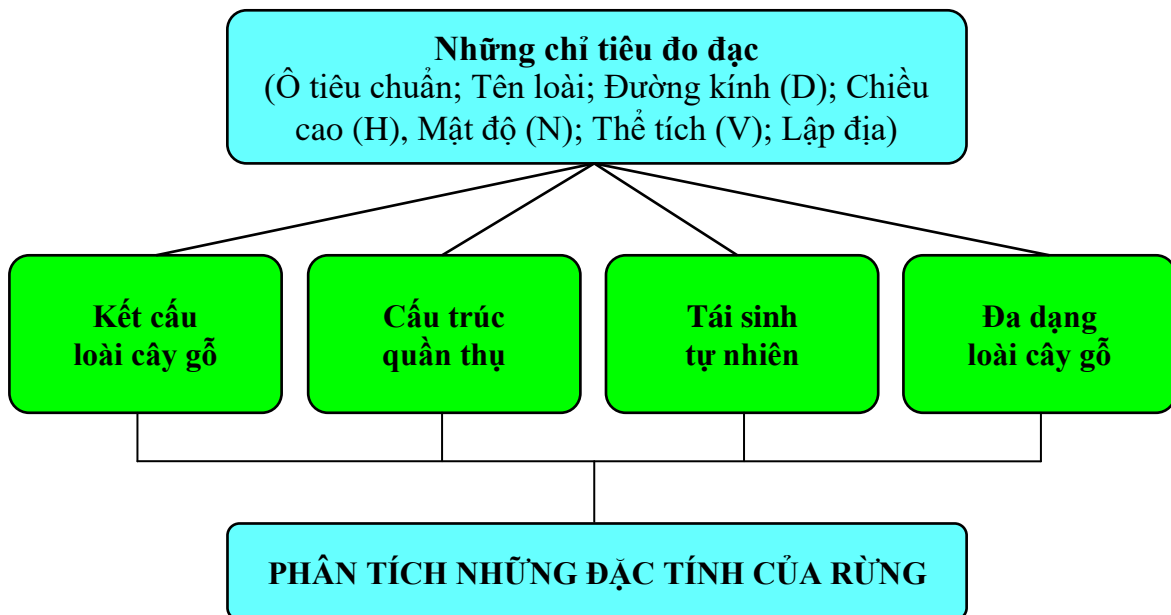 Những chỉ tiêu đo đạc
(Ô tiêu chuẩn; Tên loài; Đường kính (D); Chiều
cao (H), Mật độ (N); Thể tích (V); Lập địa)
Kết cấu
loài cây gỗ
Cấu trúc
quần thụ
Tái sinh
tự nhiên
Đa dạng
loài cây gỗ
PHÂN TÍCH NHỮNG ĐẶC TÍNH CỦA RỪNG